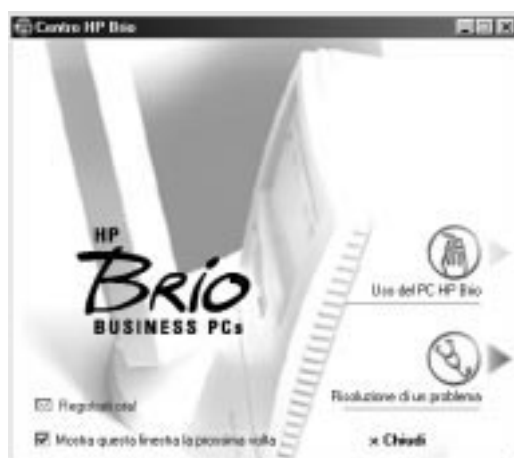 Centro HP Brio
HP
BRIO
BUSINESS PCs
Uso del PC HP Brio
Risoluzione di un problema
Registrati ora!
Mostra questa finestra la prossima volta
x Chiudi